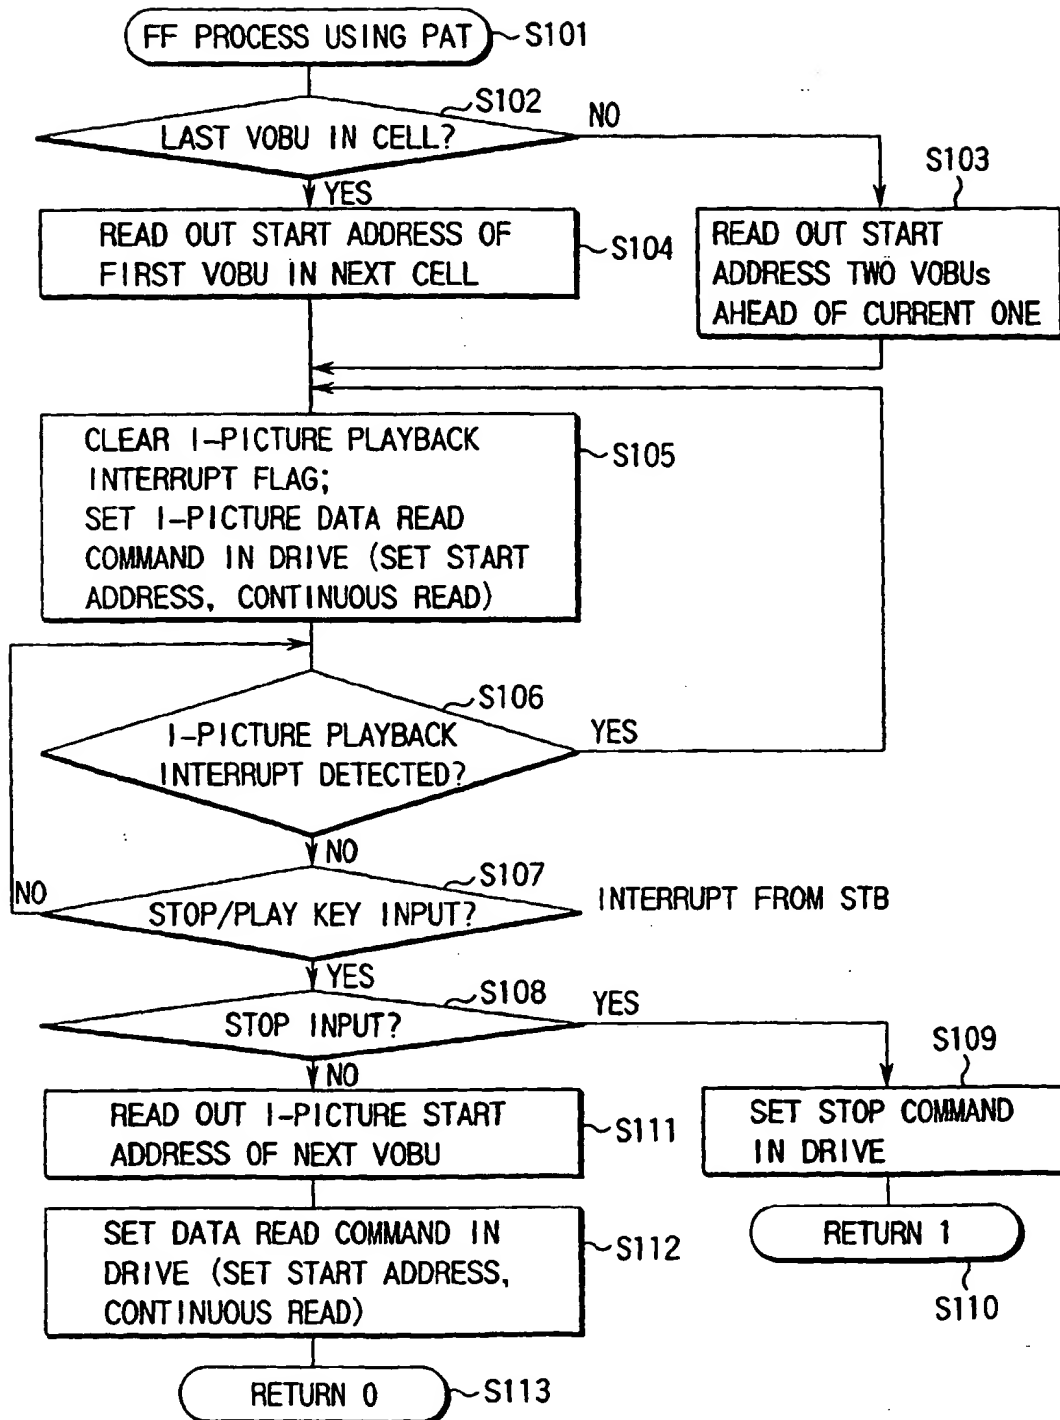 FF PROCESS USING PAT
S101
S102
LAST VOBU IN CELL?
NO
YES
S103
READ OUT START ADDRESS OF
FIRST VOBU IN NEXT CELL
S104
READ OUT START
ADDRESS TWO VOBUs
AHEAD OF CURRENT ONE
CLEAR I-PICTURE PLAYBACK
INTERRUPT FLAG;
SET I-PICTURE DATA READ
COMMAND IN DRIVE (SET START
ADDRESS, CONTINUOUS READ)
S105
S106
I-PICTURE PLAYBACK
INTERRUPT DETECTED?
YES
NO
S107
NO
STOP/PLAY KEY INPUT?
INTERRUPT FROM STB
YES
S108
STOP INPUT?
YES
NO
S109
READ OUT I-PICTURE START
ADDRESS OF NEXT VOBU
S111
SET STOP COMMAND
IN DRIVE
SET DATA READ COMMAND IN
DRIVE (SET START ADDRESS,
CONTINUOUS READ)
S112
RETURN 1
S110
RETURN 0
S113